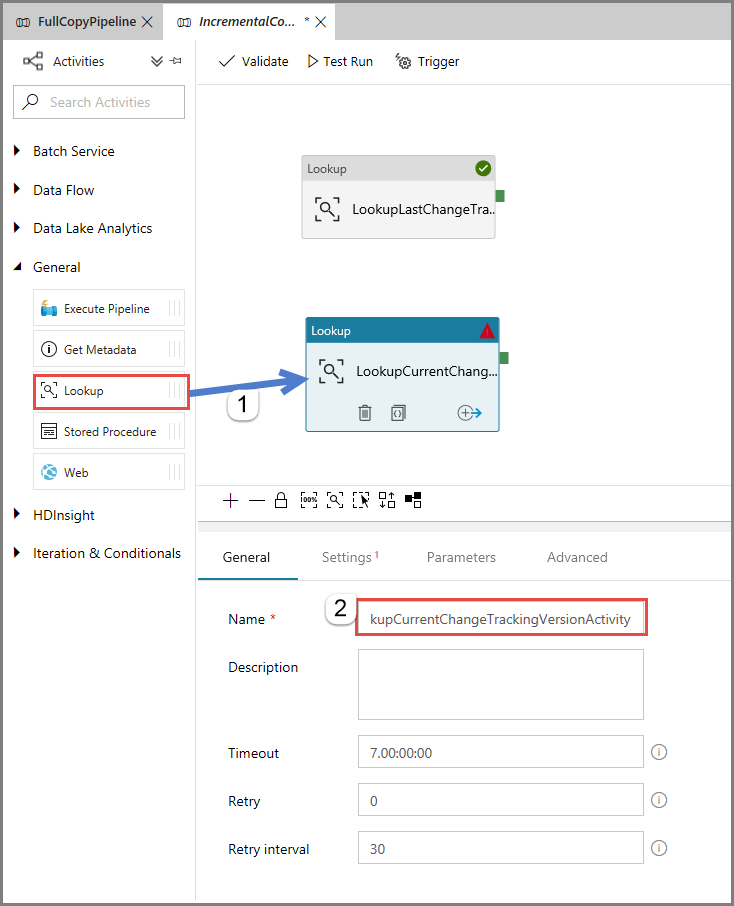 FullCopyPipeline
IncrementalCo... *
Activities
Validate
Test Run
Trigger
Search Activities
Batch Service
Data Flow
Data Lake Analytics
General
Execute Pipeline
Get Metadata
Lookup
Stored Procedure
Web
HDInsight
Iteration & Conditionals
Lookup
LookupLastChangeTra..
1
Lookup
LookupCurrentChang...
100%
General
Settings 1
Parameters
Advanced
Name *
2
kupCurrentChangeTrackingVersionActivity
Description
Timeout
7.00:00:00
Retry
0
Retry interval
30